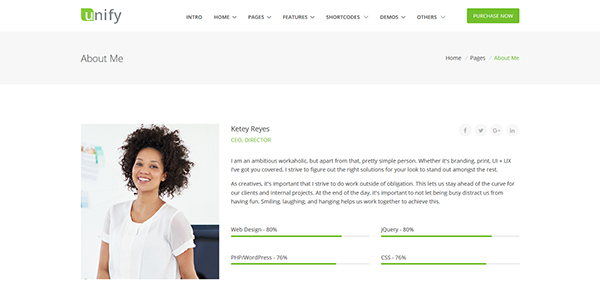 unify
INTRO HOME PAGES FEATURES SHORTCODES DEMOS OTHERS PURCHASE NOW
About Me
Home / Pages / About Me
Ketey Reyes
CEO, DIRECTOR
I am an ambitious workaholic, but apart from that, pretty simple person. Whether it's branding, print, UI + UX
I've got you covered. I strive to figure out the right solutions for your look to stand out amongst the rest.
As creatives, it's important that I strive to do work outside of obligation. This lets us stay ahead of the curve for
our clients and internal projects. At the end of the day, it's important to not let being busy distract us from
having fun. Smiling, laughing, and hanging helps us work together to achieve this.
Web Design - 80%
JQuery - 80%
PHP/WordPress - 76%
CSS - 76%